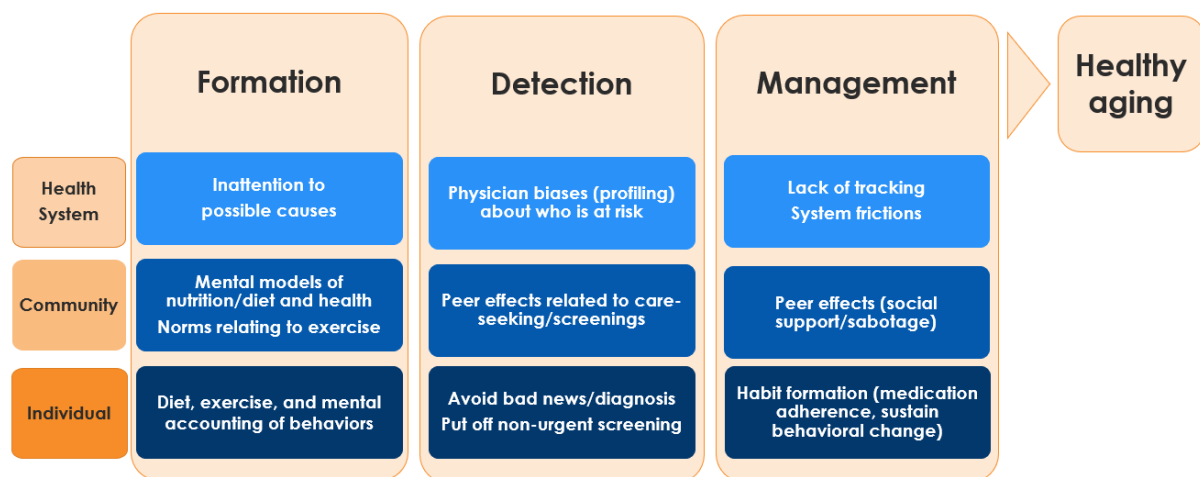 Formation
Detection
Management
Healthy
aging
Health
System
Inattention to
possible causes
Physician biases (profiling)
about who is at risk
Lack of tracking
System frictions
Community
Mental models of
nutrition/diet and health
Norms relating to exercise
Peer effects related to care-
seeking/screenings
Peer effects (social
support/sabotage)
Individual
Diet, exercise, and mental
accounting of behaviors
Avoid bad news/diagnosis
Put off non-urgent screening
Habit formation (medication
adherence, sustain
behavioral change)